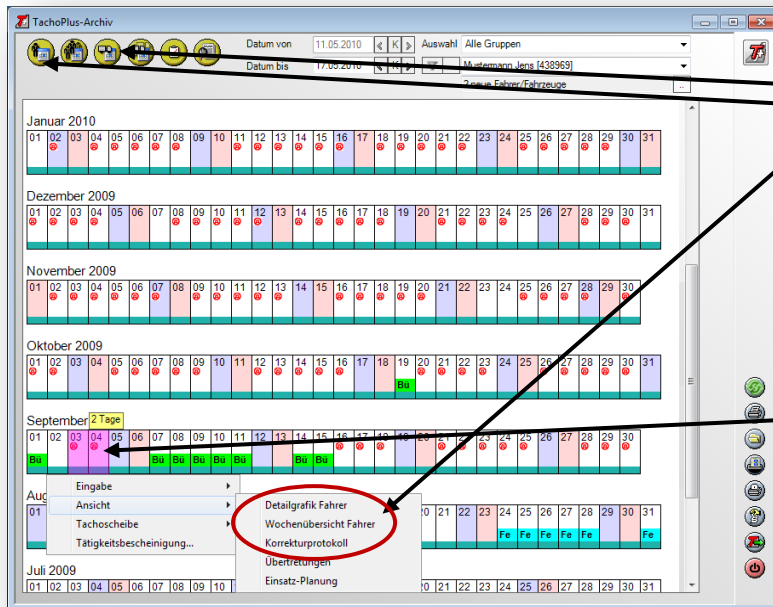 TachoPlus-Archiv
Datum von 11.05.2010 K Auswahl Alle Gruppen
Datum bis 17.05.2010 Mustermann Jens [438969]
2 neue Fahrer/Fahrzeuge ..
Januar 2010
01 02 03 04 05 06 07 08 09 10 11 12 13 14 15 16 17 18 19 20 21 22 23 24 25 26 27 28 29 30 31
Dezember 2009
01 02 03 04 05 06 07 08 09 10 11 12 13 14 15 16 17 18 19 20 21 22 23 24 25 26 27 28 29 30 31
November 2009
01 02 03 04 05 06 07 08 09 10 11 12 13 14 15 16 17 18 19 20 21 22 23 24 25 26 27 28 29 30
Oktober 2009
01 02 03 04 05 06 07 08 09 10 11 12 13 14 15 16 17 18 19 20 21 22 23 24 25 26 27 28 29 30 31
Bü
September 2 Tage
01 02 03 04 05 06 07 08 09 10 11 12 13 14 15 16 17 18 19 20 21 22 23 24 25 26 27 28 29 30
Bü Bü Bü Bü Bü Bü Bü Bü
Eingabe
Aug
Ansicht Detailgrafik Fahrer
01 20 21 22 23 24 25 26 27 28 29 30 31
Tachoscheibe Wochenübersicht Fahrer
Fe Fe Fe Fe Fe Fe
Tätigkeitsbescheinigung... Korrekturprotokoll
Übertretungen
Juli 2009 Einsatz-Planung
01 02 03 04 05 06 07 08 09 10 20 21 22 23 24 25 26 27 28 29 30 31